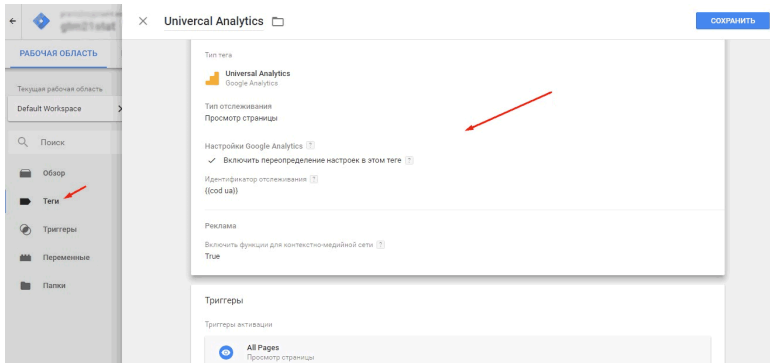 Univercal Analytics
СОХРАНИТЬ
РАБОЧАЯ ОБЛАСТЬ
Текущая рабочая область
Default Workspace
Поиск
Обзор
Теги
Триггеры
Переменные
Папки
Тип тега
Universal Analytics
Google Analytics
Тип отслеживания
Просмотр страницы
Настройки Google Analytics ?
Включить переопределение настроек в этом теге ?
Идентификатор отслеживания ?
{{cod ua}}
Реклама
Включить функции для контекстно-медийной сети ?
True
Триггеры
Триггеры активации
All Pages
Просмотр страницы